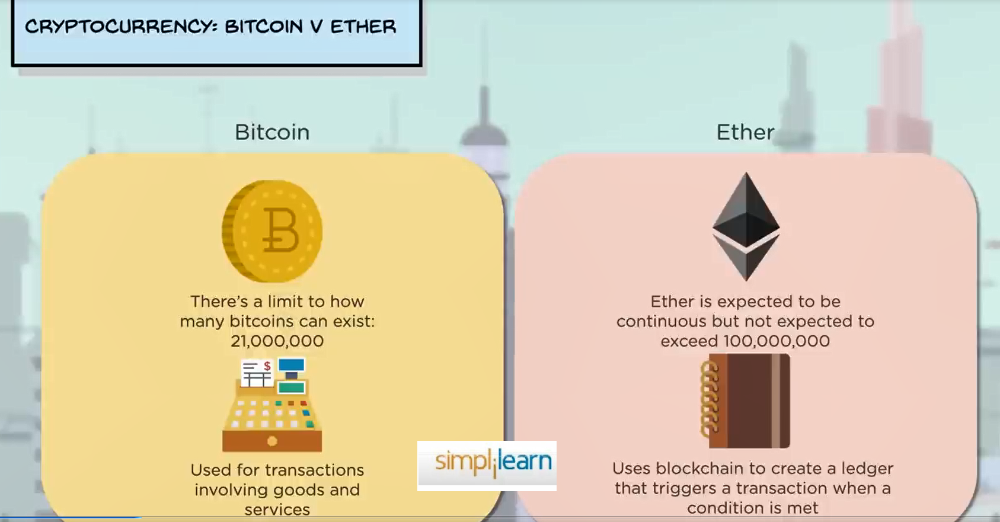 CRYPTOCURRENCY: BITCOIN V ETHER
Bitcoin
There's a limit to how
many bitcoins can exist:
21,000,000
$
Used for transactions
involving goods and
services
Ether
Ether is expected to be
continuous but not expected to
exceed 100,000,000
Uses blockchain to create a ledger
that triggers a transaction when a
condition is met
simplilearn